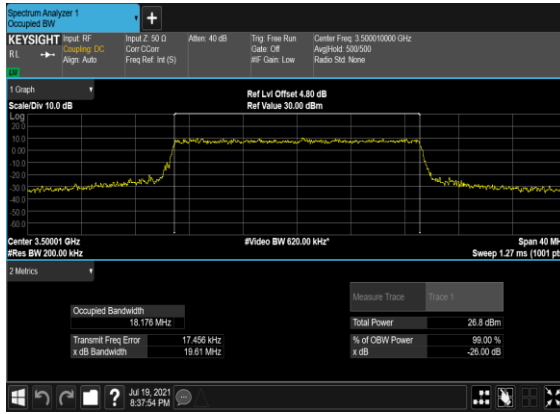 Spectrum Analyzer 1
Occupied BW
KEYSIGHT Input: RF Input Z: 50 Ω Atten: 40 dB Trig: Free Run Center Freq: 3.500010000 GHz
RL Coupling: DC Corr CCorr Gate: Off Avg|Hold: 500/500
Align: Auto Freq Ref: Int (S) #IF Gain: Low Radio Std: None
LW
1 Graph
Ref Lvl Offset 4.80 dB
Scale/Div 10.0 dB Ref Value 30.00 dBm
Log
20.0
10.0
0.00
-10.0
-20.0
-30.0
-40.0
-50.0
-60.0
Center 3.50001 GHz #Video BW 620.00 kHz* Span 40 MH
#Res BW 200.00 kHz Sweep 1.27 ms (1001 pt
2 Metrics
Measure Trace Trace 1
Occupied Bandwidth
18.176 MHz Total Power 26.8 dBm
Transmit Freq Error 17.456 kHz % of OBW Power 99.00 %
x dB Bandwidth 19.61 MHz x dB -26.00 dB
? Jul 19, 2021
8:37:54 PM